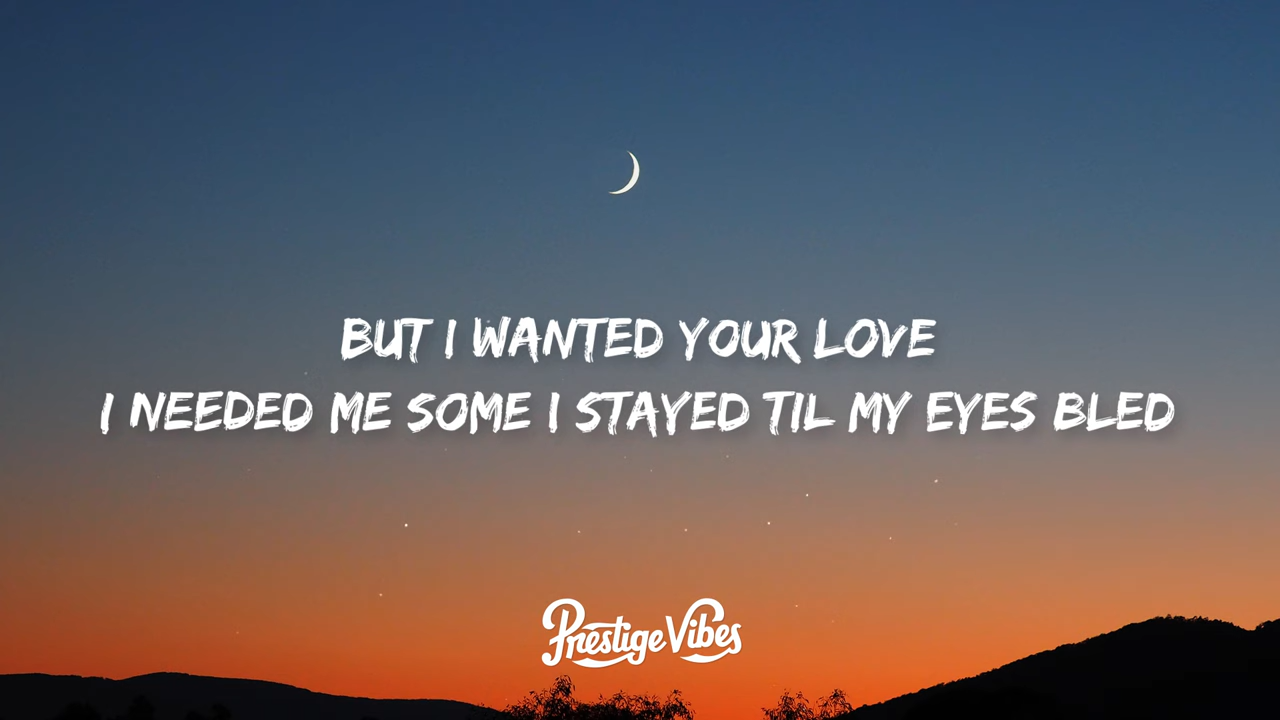 BUT I WANTED YOUR LOVE
I NEEDED ME SOME I STAYED TIL MY EYES BLED
Prestige Vibes